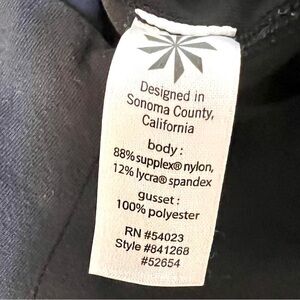 Designed in
Sonoma County,
California
body :
88% supplex® nylon,
12% lycra® spandex
gusset :
100% polyester
RN #54023
Style #841268
#52654